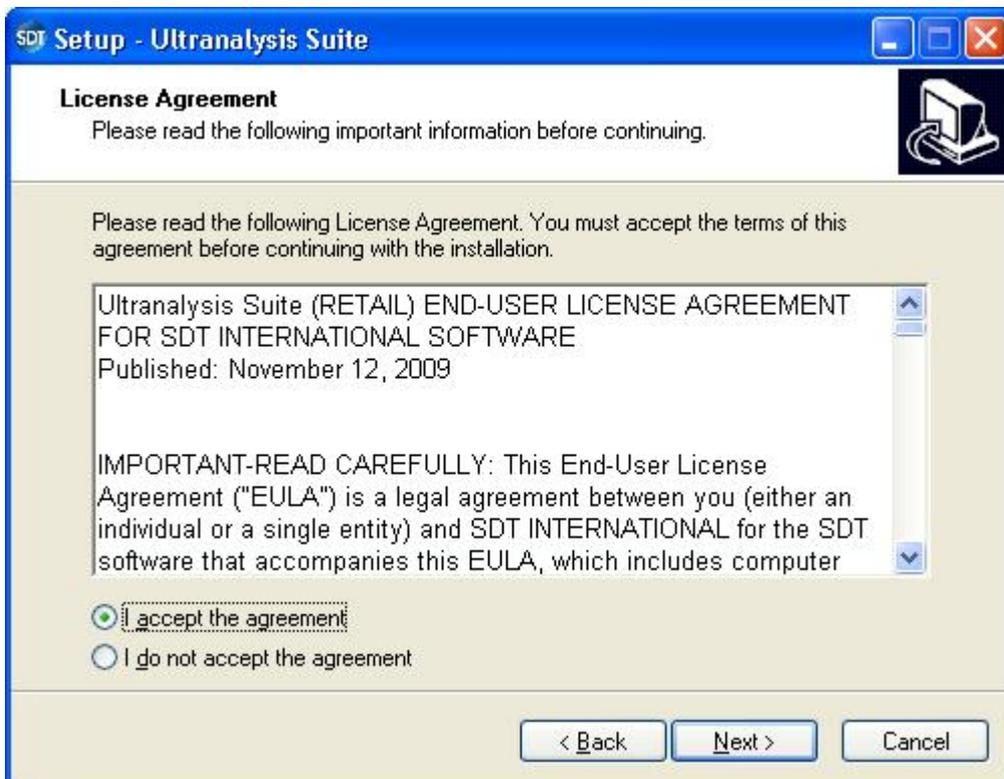 SDT Setup - Ultranalysis Suite
License Agreement
Please read the following important information before continuing.
Please read the following License Agreement. You must accept the terms of this
agreement before continuing with the installation.
Ultranalysis Suite (RETAIL) END-USER LICENSE AGREEMENT
FOR SDT INTERNATIONAL SOFTWARE
Published: November 12, 2009
IMPORTANT-READ CAREFULLY: This End-User License
Agreement ("EULA") is a legal agreement between you (either an
individual or a single entity) and SDT INTERNATIONAL for the SDT
software that accompanies this EULA, which includes computer
I accept the agreement
I do not accept the agreement
< Back Next > Cancel